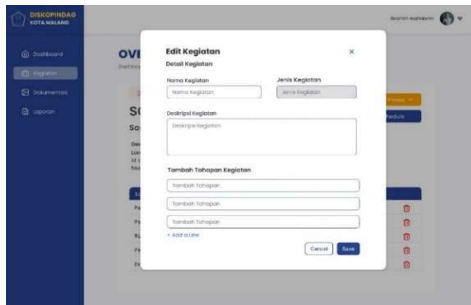 DISKOPINDAG
KOTA MALANG
Dashboard
Kegiatan
Dokumentasi
Laporan
OVE
Edit Kegiatan
Detail Kegiatan
Nama Kegiatan
Jenis Kegiatan
Nama Kegiatan
Jenis Kegiatan
Deskripsi Kegiatan
Deskripsi Kegiatan
Tambah Tahapan Kegiatan
Tambah Tahapan
Tambah Tahapan
Tambah Tahapan
+ Add a Line
Cancel
Save